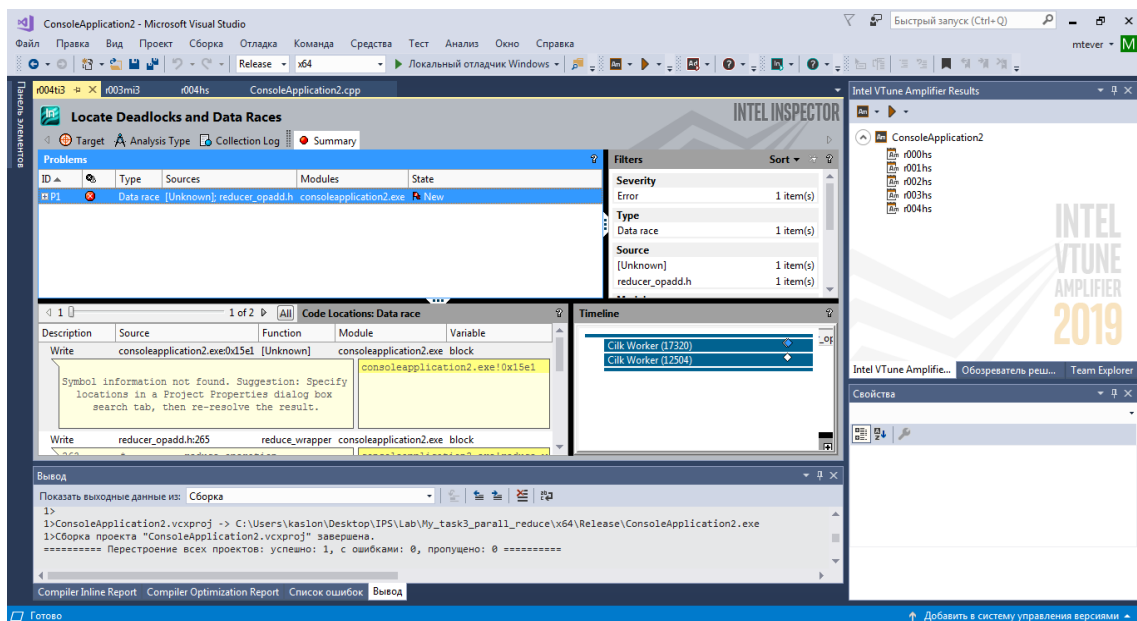 ConsoleApplication2 - Microsoft Visual Studio
Быстрый запуск (Ctrl+Q)
Файл Правка Вид Проект Сборка Отладка Команда Средства Тест Анализ Окно Справка
mtever M
Release x64 Локальный отладчик Windows
Панель элементов
r004ti3 r003mi3 r004hs ConsoleApplication2.cpp
Locate Deadlocks and Data Races
INTEL INSPECTOR
Target Analysis Type Collection Log Summary
Problems
ID Type Sources Modules State
P1 Data race [Unknown]; reducer_opadd.h consoleapplication2.exe New
Filters Sort
Severity
Error 1 item(s)
Type
Data race 1 item(s)
Source
[Unknown] 1 item(s)
reducer_opadd.h 1 item(s)
1 1 of 2 All Code Locations: Data race
Description Source Function Module Variable
Write consoleapplication2.exe:0x15e1 [Unknown] consoleapplication2.exe block
consoleapplication2.exe!0x15e1
Symbol information not found. Suggestion: Specify
locations in a Project Properties dialog box
search tab, then re-resolve the result.
Write reducer_opadd.h:265 reduce_wrapper consoleapplication2.exe block
Timeline
Cilk Worker (17320)
Cilk Worker (12504)
Вывод
Показать выходные данные из: Сборка
1>
1>ConsoleApplication2.vcxproj -> C:\Users\kaslon\Desktop\IPS\Lab\My_task3_parall_reduce\x64\Release\ConsoleApplication2.exe
1>Сборка проекта "ConsoleApplication2.vcxproj" завершена.
========== Перестроение всех проектов: успешно: 1, с ошибками: 0, пропущено: 0 ==========
Compiler Inline Report Compiler Optimization Report Список ошибок Вывод
Intel VTune Amplifier Results
ConsoleApplication2
r000hs
r001hs
r002hs
r003hs
r004hs
INTEL
VTUNE
AMPLIFIER
2019
Intel VTune Amplifie... Обозреватель реш... Team Explorer
Свойства
Готово
Добавить в систему управления версиями